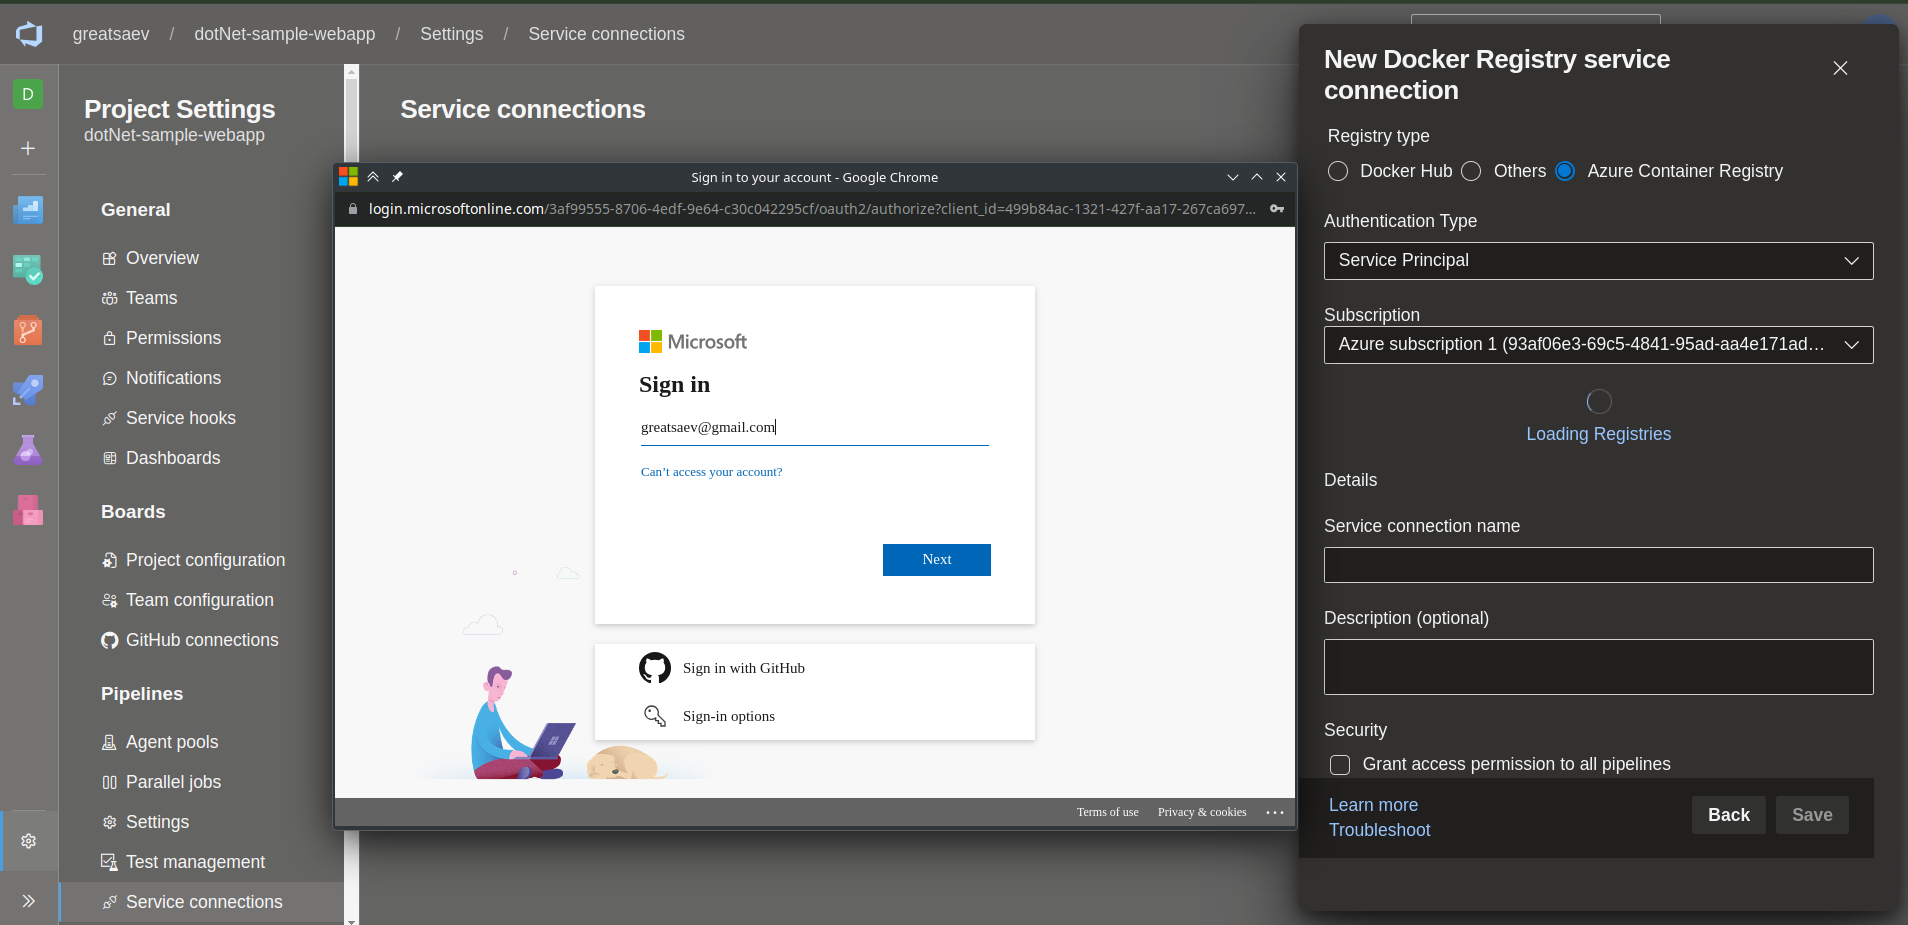 greatsaev / dotNet-sample-webapp / Settings / Service connections
D
Project Settings
dotNet-sample-webapp
General
Overview
Teams
Permissions
Notifications
Service hooks
Dashboards
Boards
Project configuration
Team configuration
GitHub connections
Pipelines
Agent pools
Parallel jobs
Settings
Test management
Service connections
Service connections
Sign in to your account - Google Chrome
login.microsoftonline.com/3af99555-8706-4edf-9e64-c30c042295cf/oauth2/authorize?client_id=499b84ac-1321-427f-aa17-267ca697...
Microsoft
Sign in
greatsaev@gmail.com
Can’t access your account?
Next
Sign in with GitHub
Sign-in options
Terms of use Privacy & cookies ...
New Docker Registry service
connection
Registry type
Docker Hub Others Azure Container Registry
Authentication Type
Service Principal
Subscription
Azure subscription 1 (93af06e3-69c5-4841-95ad-aa4e171ad...
Loading Registries
Details
Service connection name
Description (optional)
Security
Grant access permission to all pipelines
Learn more
Troubleshoot
Back Save